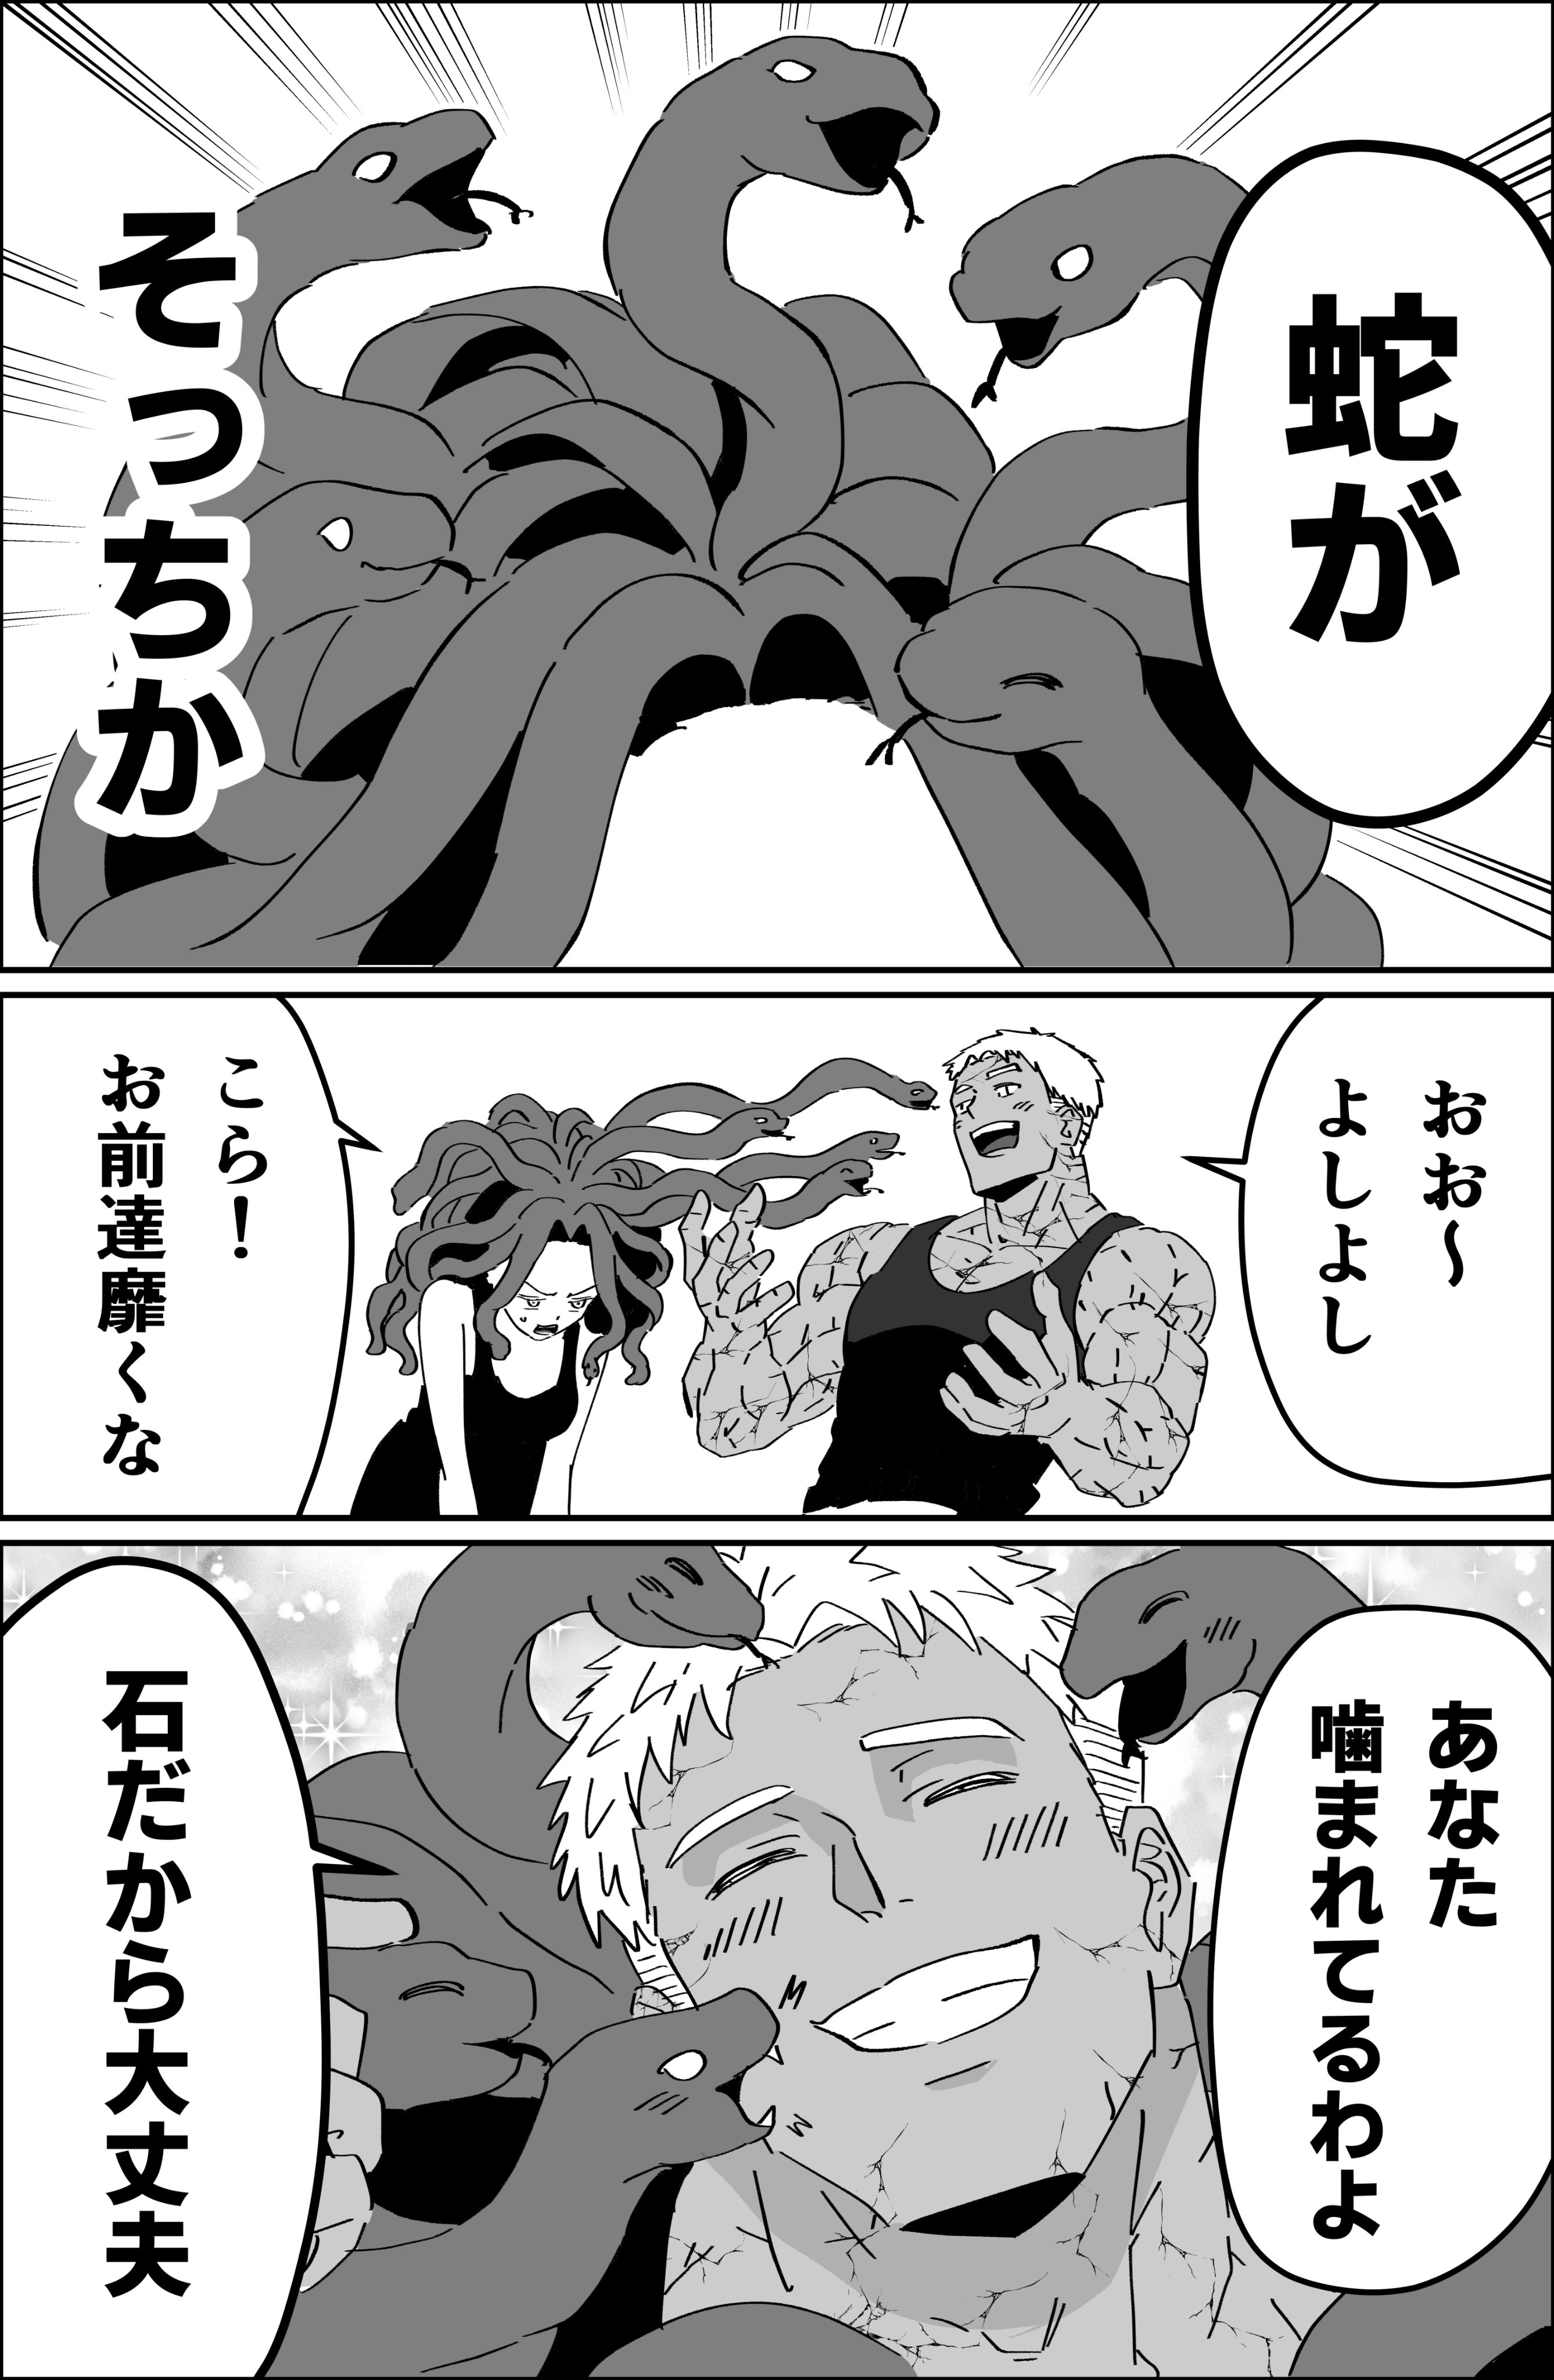 蛇が
そっちか
おお～
よしよし
こら！
お前達靡くな
あなた
噛まれてるわよ
石だから大丈夫